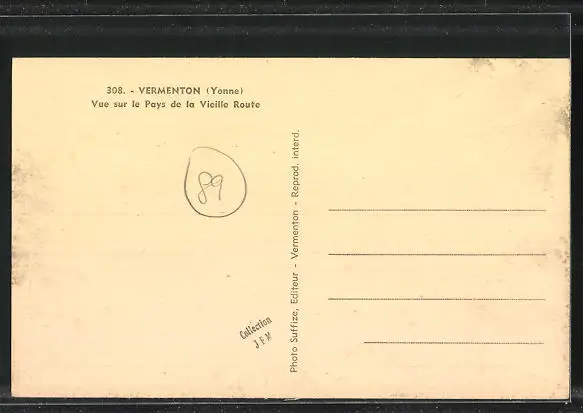 308. - VERMENTON (Yonne)
Vue sur le Pays de la Vieille Route
89
Photo Suffize, Editeur - Vermenton - Reprod. interd.
Collection
J F M